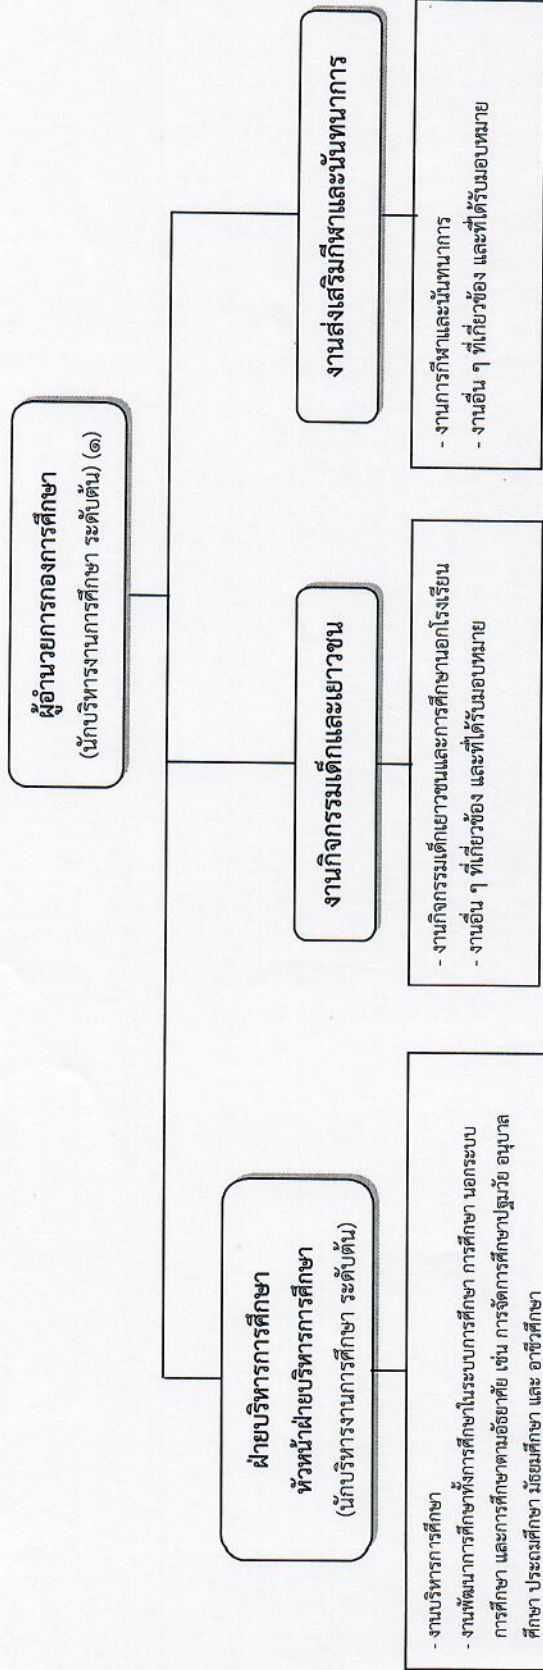 ผู้อำนวยการกองการศึกษา
(นักบริหารงานการศึกษา ระดับต้น) (๑)
ฝ่ายบริหารการศึกษา
หัวหน้าฝ่ายบริหารการศึกษา
(นักบริหารงานการศึกษา ระดับต้น)
- งานบริหารการศึกษา
- งานพัฒนาการศึกษาทั้งการศึกษาในระบบการศึกษา การศึกษา นอกระบบ
การศึกษา และการศึกษาตามอัธยาศัย เช่น การจัดการศึกษาปฐมวัย อนุบาล
ศึกษา ประถมศึกษา มัธยมศึกษา และ อาชีวศึกษา
งานกิจกรรมเด็กและเยาวชน
- งานกิจกรรมเด็กเยาวชนและการศึกษานอกโรงเรียน
- งานอื่น ๆ ที่เกี่ยวข้อง และที่ได้รับมอบหมาย
งานส่งเสริมกีฬาและนันทนาการ
- งานการกีฬาและนันทนาการ
- งานอื่น ๆ ที่เกี่ยวข้อง และที่ได้รับมอบหมาย